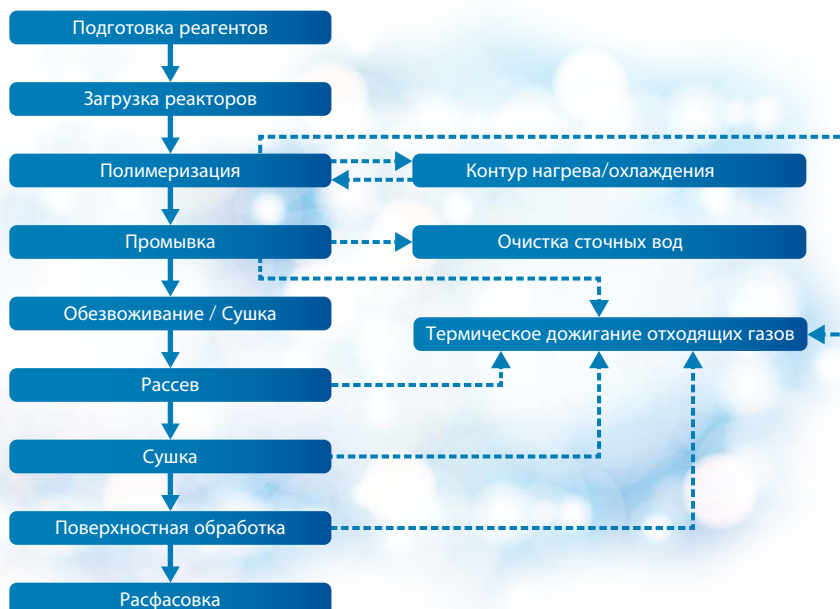 Подготовка реагентов
Загрузка реакторов
Полимеризация
Контур нагрева/охлаждения
Промывка
Очистка сточных вод
Обезвоживание / Сушка
Термическое дожигание отходящих газов
Рассев
Сушка
Поверхностная обработка
Расфасовка